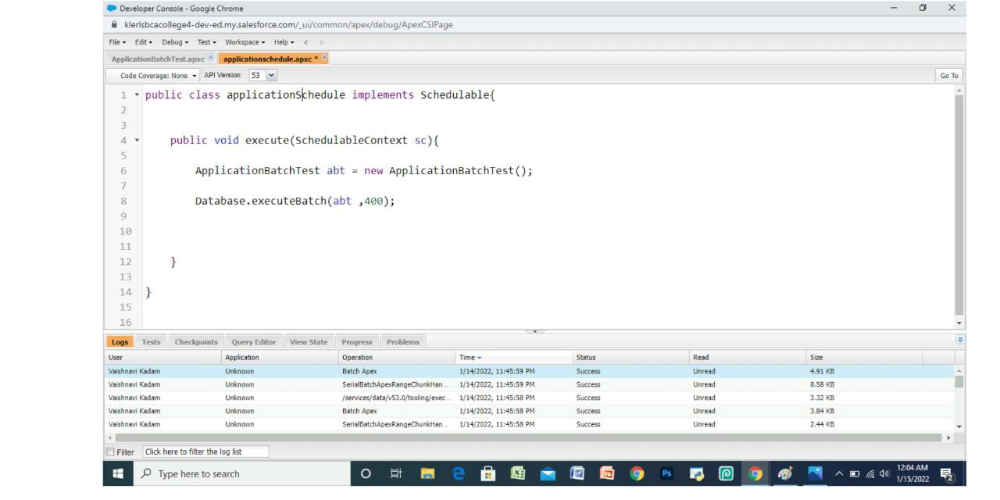 Developer Console - Google Chrome
klerlsbcacollege4-dev-ed.my.salesforce.com/_ui/common/apex/debug/ApexCSIPage
File Edit Debug Test Workspace Help < >
ApplicationBatchTest.apxc applicationschedule.apxc *
Code Coverage: None API Version: 53 Go To
1 public class applicationSchedule implements Schedulable{
2
3
4 public void execute(SchedulableContext sc){
5
6 ApplicationBatchTest abt = new ApplicationBatchTest();
7
8 Database.executeBatch(abt ,400);
9
10
11
12 }
13
14 }
15
16
Logs Tests Checkpoints Query Editor View State Progress Problems
User Application Operation Time Status Read Size
Vaishnavi Kadam Unknown Batch Apex 1/14/2022, 11:45:59 PM Success Unread 4.91 KB
Vaishnavi Kadam Unknown SerialBatchApexRangeChunkHan... 1/14/2022, 11:45:59 PM Success Unread 8.58 KB
Vaishnavi Kadam Unknown /services/data/v53.0/tooling/exec... 1/14/2022, 11:45:58 PM Success Unread 3.32 KB
Vaishnavi Kadam Unknown Batch Apex 1/14/2022, 11:45:58 PM Success Unread 3.84 KB
Vaishnavi Kadam Unknown SerialBatchApexRangeChunkHan... 1/14/2022, 11:45:58 PM Success Unread 2.44 KB
Filter Click here to filter the log list
Type here to search
Ps
12:04 AM
1/15/2022
2